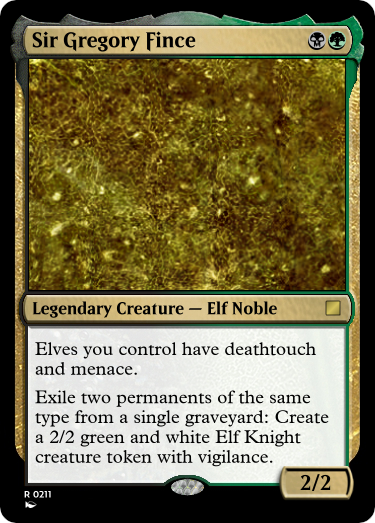 Sir Gregory Fince
Legendary Creature — Elf Noble
Elves you control have deathtouch
and menace.
Exile two permanents of the same
type from a single graveyard: Create
a 2/2 green and white Elf Knight
creature token with vigilance.
2/2
R 0211